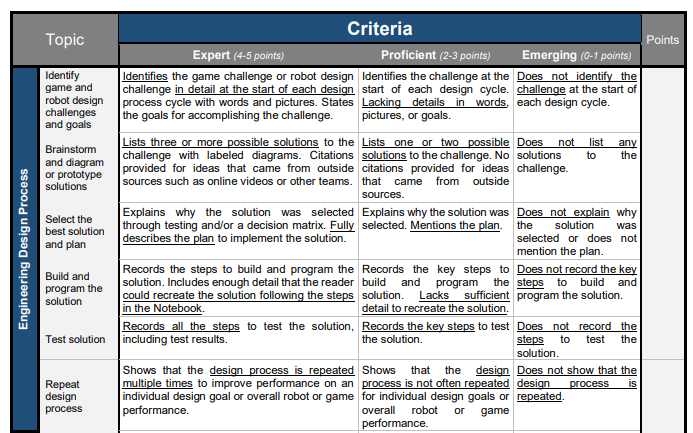 Topic
Criteria
Points
Expert (4-5 points)
Proficient (2-3 points)
Emerging (0-1 points)
Engineering Design Process
Identify
game and
robot design
challenges
and goals
Identifies the game challenge or robot design
challenge in detail at the start of each design
process cycle with words and pictures. States
the goals for accomplishing the challenge.
Identifies the challenge at the
start of each design cycle.
Lacking details in words,
pictures, or goals.
Does not identify the
challenge at the start of
each design cycle.
Brainstorm
and diagram
or prototype
solutions
Lists three or more possible solutions to the
challenge with labeled diagrams. Citations
provided for ideas that came from outside
sources such as online videos or other teams.
Lists one or two possible
solutions to the challenge. No
citations provided for ideas
that came from outside
sources.
Does not list any
solutions to the
challenge.
Select the
best solution
and plan
Explains why the solution was selected
through testing and/or a decision matrix. Fully
describes the plan to implement the solution.
Explains why the solution was
selected. Mentions the plan.
Does not explain why
the solution was
selected or does not
mention the plan.
Build and
program the
solution
Records the steps to build and program the
solution. Includes enough detail that the reader
could recreate the solution following the steps
in the Notebook.
Records the key steps to
build and program the
solution. Lacks sufficient
detail to recreate the solution.
Does not record the key
steps to build and
program the solution.
Test solution
Records all the steps to test the solution,
including test results.
Records the key steps to test
the solution.
Does not record the
steps to test the
solution.
Repeat
design
process
Shows that the design process is repeated
multiple times to improve performance on an
individual design goal or overall robot or game
performance.
Shows that the design
process is not often repeated
for individual design goals or
overall robot or game
performance.
Does not show that the
design process is
repeated.